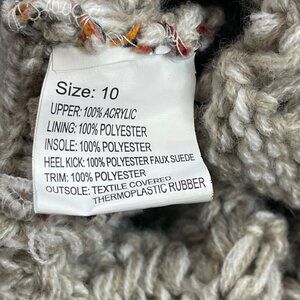 Size: 10
UPPER: 100% ACRYLIC
LINING: 100% POLYESTER
INSOLE: 100% POLYESTER
HEEL KICK: 100% POLYESTER FAUX SUEDE
TRIM: 100% POLYESTER
OUTSOLE: TEXTILE COVERED
THERMOPLASTIC RUBBER